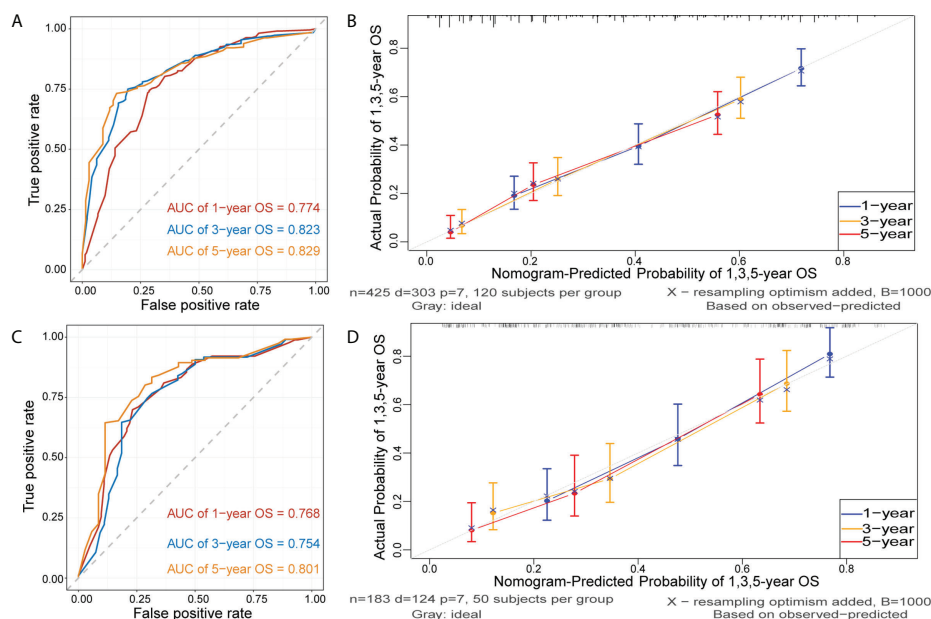 A
1.00
0.75
0.50
0.25
0.00
True positive rate
AUC of 1-year OS = 0.774
AUC of 3-year OS = 0.823
AUC of 5-year OS = 0.829
0.00 0.25 0.50 0.75 1.00
False positive rate
B
Actual Probability of 1,3,5-year OS
0.8
0.6
0.4
0.2
0.0
1-year
3-year
5-year
0.0 0.2 0.4 0.6 0.8
Nomogram-Predicted Probability of 1,3,5-year OS
n=425 d=303 p=7, 120 subjects per group
Gray: ideal
X - resampling optimism added, B=1000
Based on observed-predicted
C
1.00
0.75
0.50
0.25
0.00
True positive rate
AUC of 1-year OS = 0.768
AUC of 3-year OS = 0.754
AUC of 5-year OS = 0.801
0.00 0.25 0.50 0.75 1.00
False positive rate
D
Actual Probability of 1,3,5-year OS
0.8
0.6
0.4
0.2
0.0
1-year
3-year
5-year
0.0 0.2 0.4 0.6 0.8
Nomogram-Predicted Probability of 1,3,5-year OS
n=183 d=124 p=7, 50 subjects per group
Gray: ideal
X - resampling optimism added, B=1000
Based on observed-predicted